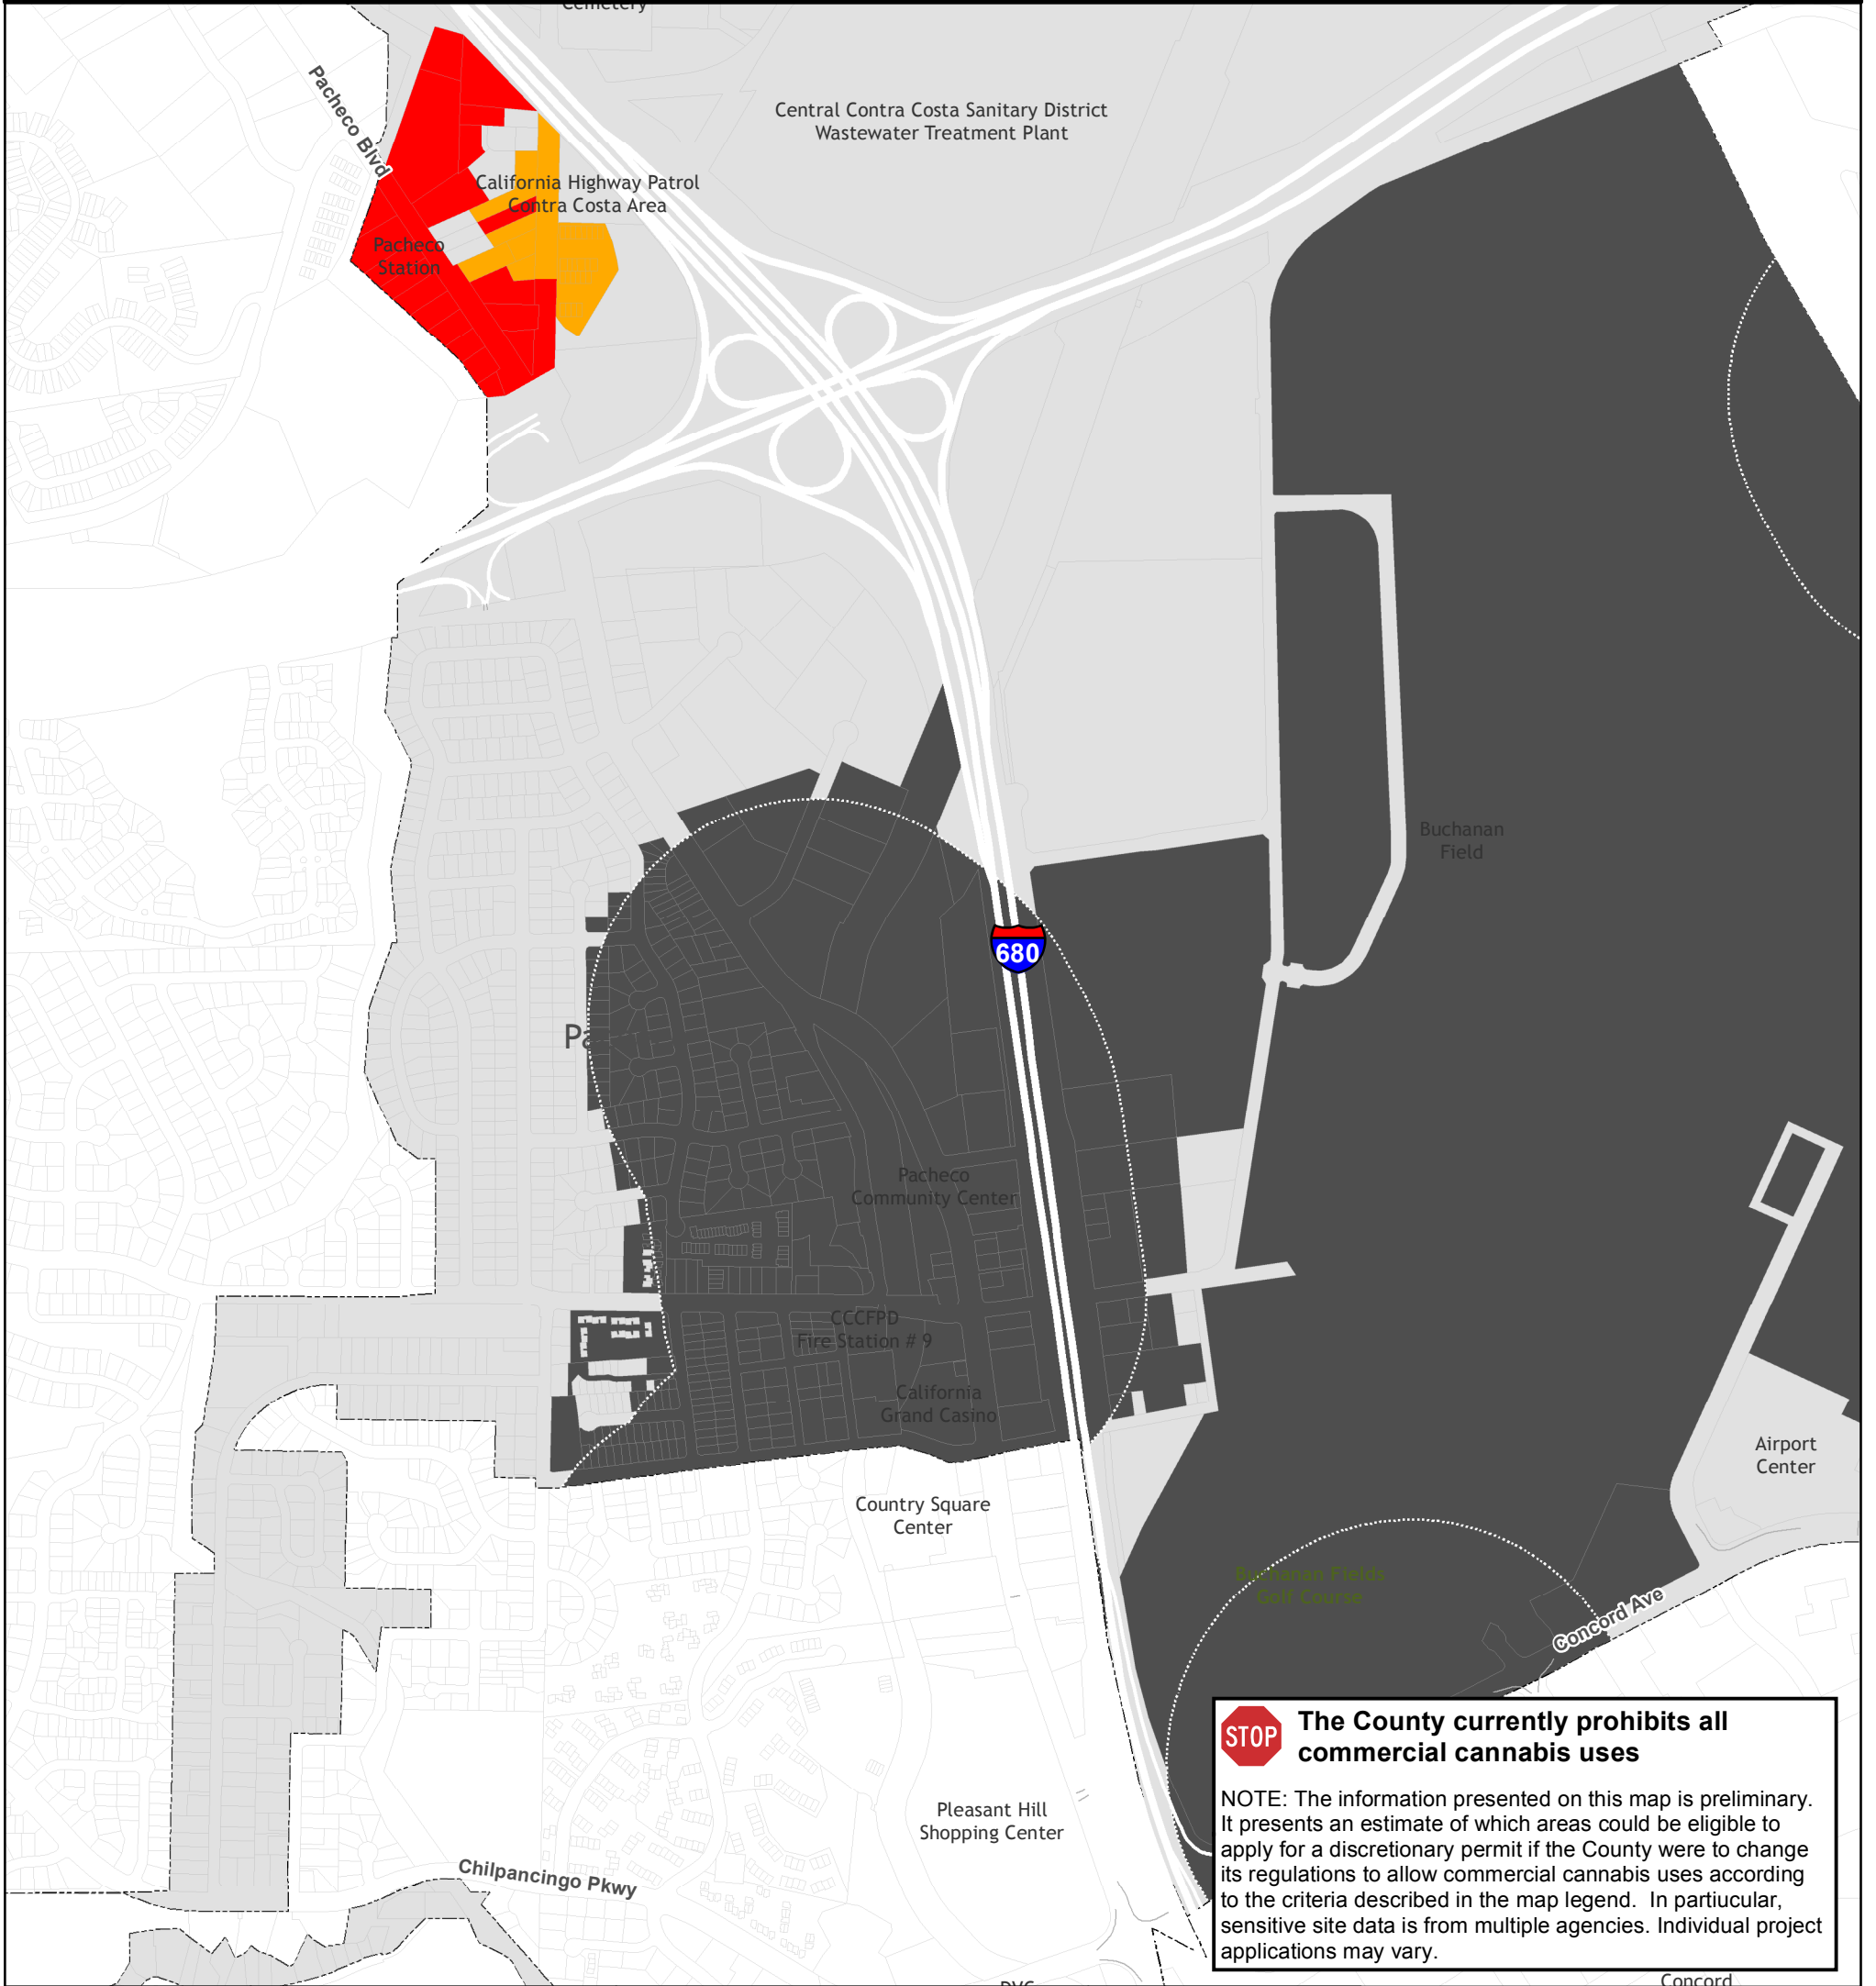 Cemetery
Pacheco Blvd
Central Contra Costa Sanitary District
Wastewater Treatment Plant
California Highway Patrol
Contra Costa Area
Pacheco
Station
Buchanan
Field
680
Pa
Pacheco
Community Center
CCCFPD
Fire Station # 9
California
Grand Casino
Airport
Center
Country Square
Center
Buchanan Fields
Golf Course
Concord Ave
Pleasant Hill
Shopping Center
Chilpancingo Pkwy
STOP
The County currently prohibits all
commercial cannabis uses
NOTE: The information presented on this map is preliminary.
It presents an estimate of which areas could be eligible to
apply for a discretionary permit if the County were to change
its regulations to allow commercial cannabis uses according
to the criteria described in the map legend. In partiucular,
sensitive site data is from multiple agencies. Individual project
applications may vary.
DVC
Concord